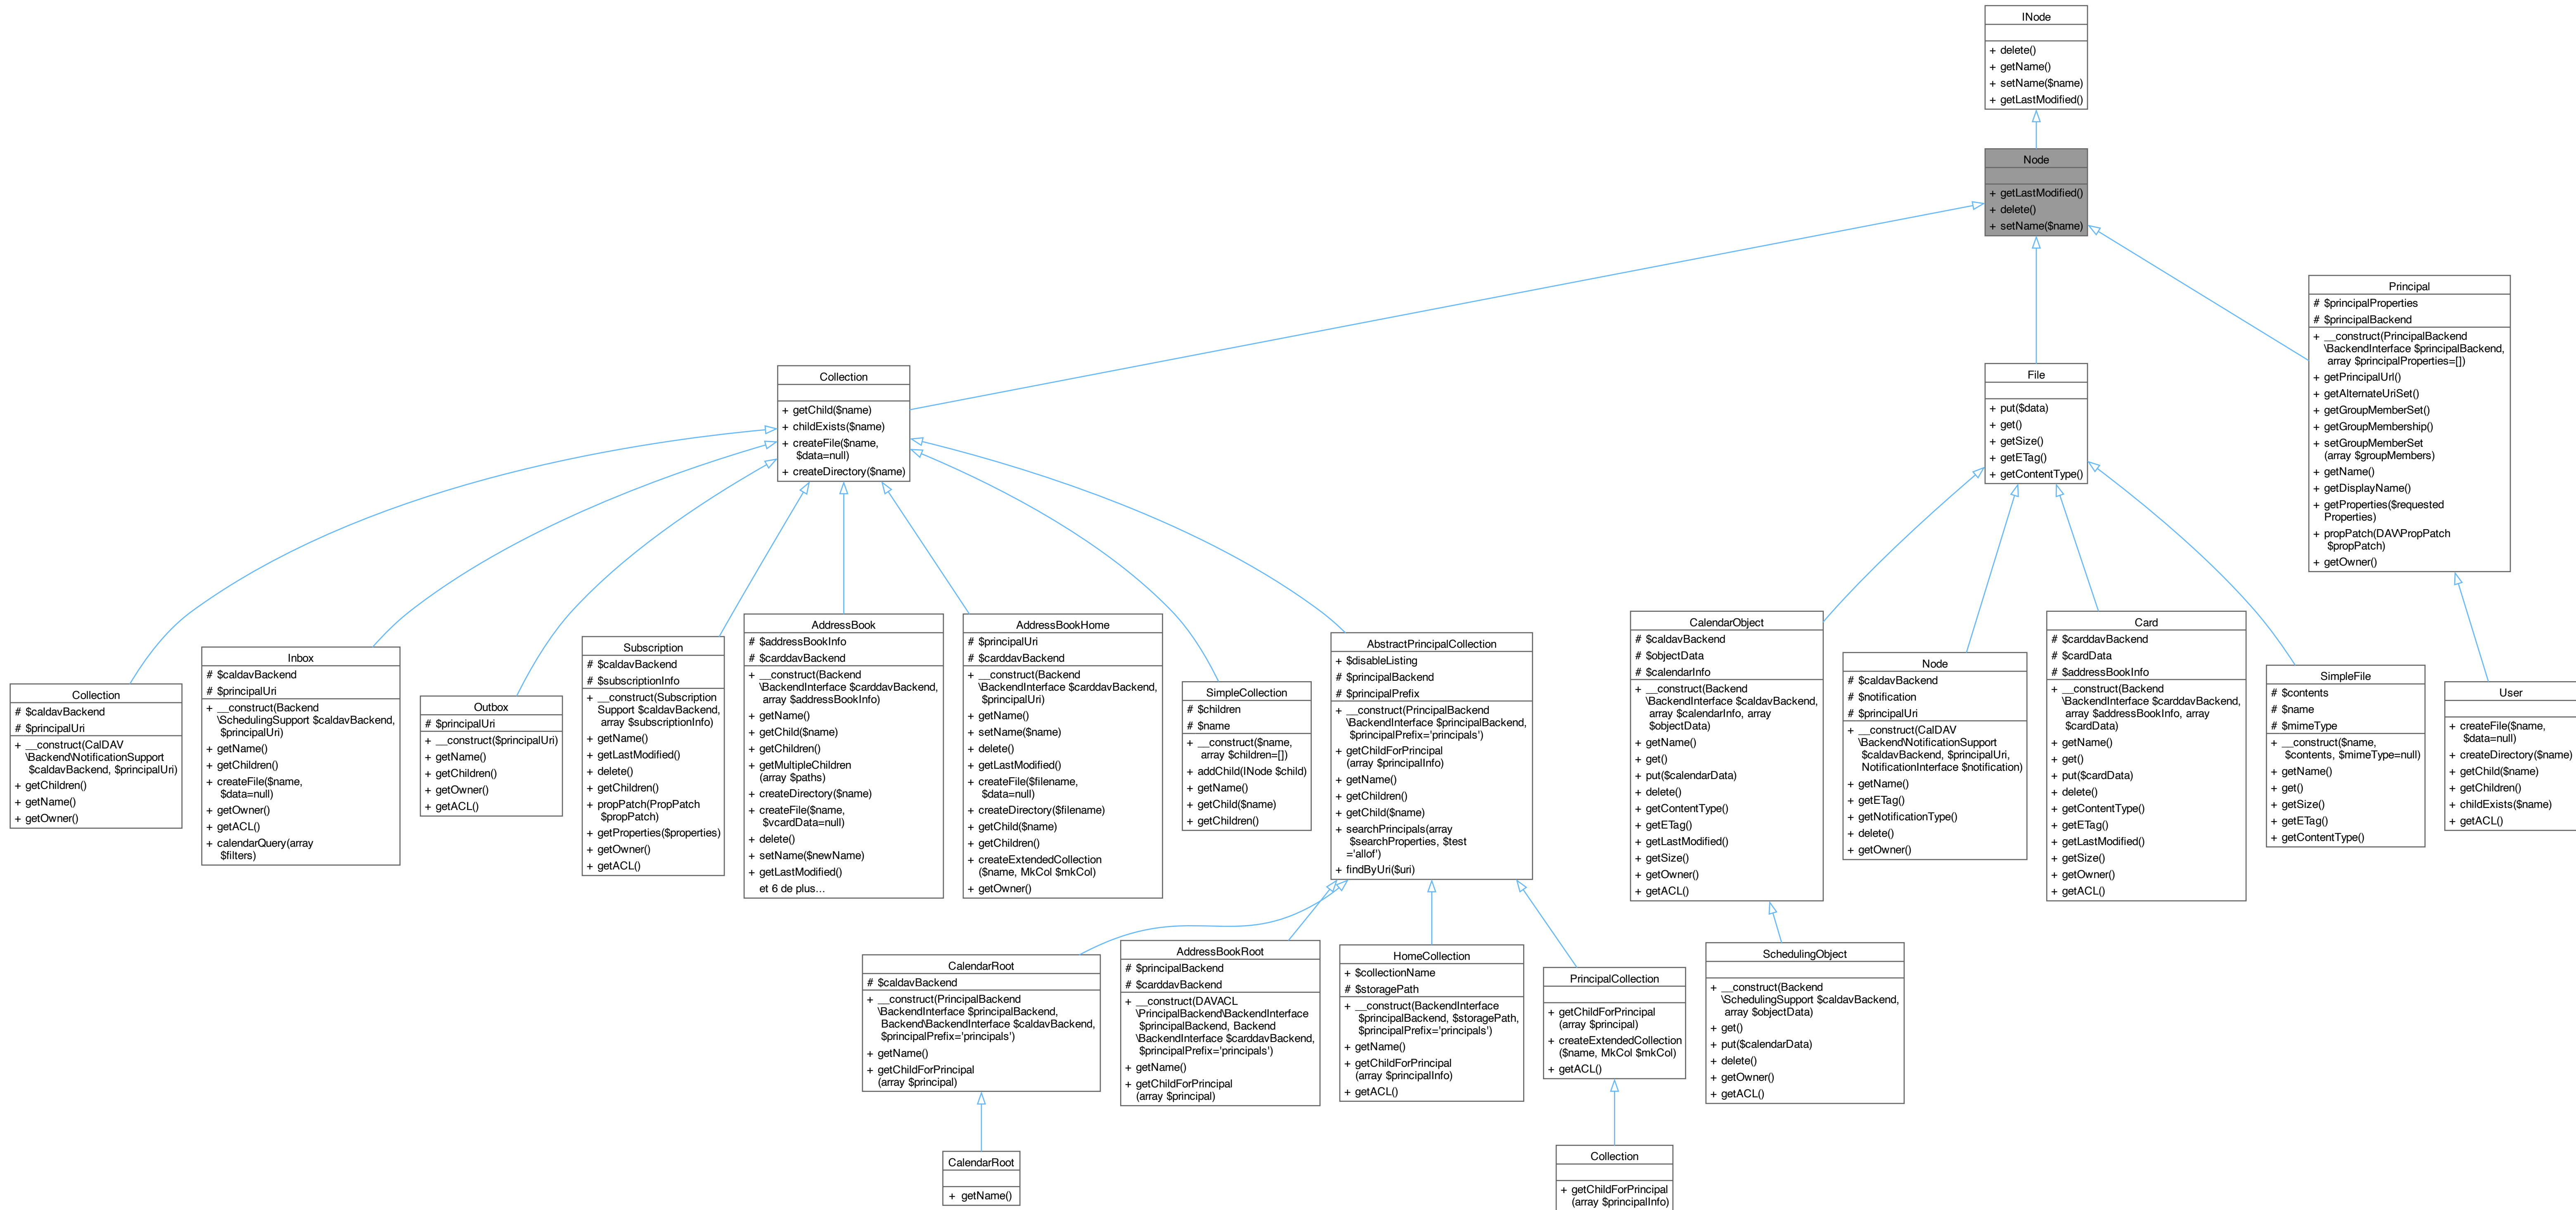 INode
+ delete()
+ getName()
+ setName($name)
+ getLastModified()
Node
+ getLastModified()
+ delete()
+ setName($name)
Principal
# $principalProperties
# $principalBackend
+ __construct(PrincipalBackend
\BackendInterface $principalBackend,
array $principalProperties=[])
+ getPrincipalUrl()
+ getAlternateUriSet()
+ getGroupMemberSet()
+ getGroupMembership()
+ setGroupMemberSet
(array $groupMembers)
+ getName()
+ getDisplayName()
+ getProperties($requested
Properties)
+ propPatch(DAV\PropPatch
$propPatch)
+ getOwner()
Collection
+ getChild($name)
+ childExists($name)
+ createFile($name,
$data=null)
+ createDirectory($name)
File
+ put($data)
+ get()
+ getSize()
+ getETag()
+ getContentType()
Collection
# $caldavBackend
# $principalUri
+ __construct(CalDAV
\Backend\NotificationSupport
$caldavBackend, $principalUri)
+ getChildren()
+ getName()
+ getOwner()
Inbox
# $caldavBackend
# $principalUri
+ __construct(Backend
\SchedulingSupport $caldavBackend,
$principalUri)
+ getName()
+ getChildren()
+ createFile($name,
$data=null)
+ getOwner()
+ getACL()
+ calendarQuery(array
$filters)
Outbox
# $principalUri
+ __construct($principalUri)
+ getName()
+ getChildren()
+ getOwner()
+ getACL()
Subscription
# $caldavBackend
# $subscriptionInfo
+ __construct(Subscription
Support $caldavBackend,
array $subscriptionInfo)
+ getName()
+ getLastModified()
+ delete()
+ getChildren()
+ propPatch(PropPatch
$propPatch)
+ getProperties($properties)
+ getOwner()
+ getACL()
AddressBook
# $addressBookInfo
# $carddavBackend
+ __construct(Backend
\BackendInterface $carddavBackend,
array $addressBookInfo)
+ getName()
+ getChild($name)
+ getChildren()
+ getMultipleChildren
(array $paths)
+ createDirectory($name)
+ createFile($name,
$vcardData=null)
+ delete()
+ setName($newName)
+ getLastModified()
et 6 de plus...
AddressBookHome
# $principalUri
# $carddavBackend
+ __construct(Backend
\BackendInterface $carddavBackend,
$principalUri)
+ getName()
+ setName($name)
+ delete()
+ getLastModified()
+ createFile($filename,
$data=null)
+ createDirectory($filename)
+ getChild($name)
+ getChildren()
+ createExtendedCollection
($name, MkCol $mkCol)
+ getOwner()
SimpleCollection
# $children
# $name
+ __construct($name,
array $children=[])
+ addChild(INode $child)
+ getName()
+ getChild($name)
+ getChildren()
AbstractPrincipalCollection
+ $disableListing
# $principalBackend
# $principalPrefix
+ __construct(PrincipalBackend
\BackendInterface $principalBackend,
$principalPrefix='principals')
+ getChildForPrincipal
(array $principalInfo)
+ getName()
+ getChildren()
+ getChild($name)
+ searchPrincipals(array
$searchProperties, $test
='allof')
+ findByUri($uri)
CalendarObject
# $caldavBackend
# $objectData
# $calendarInfo
+ __construct(Backend
\BackendInterface $caldavBackend,
array $calendarInfo, array
$objectData)
+ getName()
+ get()
+ put($calendarData)
+ delete()
+ getContentType()
+ getETag()
+ getLastModified()
+ getSize()
+ getOwner()
+ getACL()
Node
# $caldavBackend
# $notification
# $principalUri
+ __construct(CalDAV
\Backend\NotificationSupport
$caldavBackend, $principalUri,
NotificationInterface $notification)
+ getName()
+ getETag()
+ getNotificationType()
+ delete()
+ getOwner()
Card
# $carddavBackend
# $cardData
# $addressBookInfo
+ __construct(Backend
\BackendInterface $carddavBackend,
array $addressBookInfo, array
$cardData)
+ getName()
+ get()
+ put($cardData)
+ delete()
+ getContentType()
+ getETag()
+ getLastModified()
+ getSize()
+ getOwner()
+ getACL()
SimpleFile
# $contents
# $name
# $mimeType
+ __construct($name,
$contents, $mimeType=null)
+ getName()
+ get()
+ getSize()
+ getETag()
+ getContentType()
User
+ createFile($name,
$data=null)
+ createDirectory($name)
+ getChild($name)
+ getChildren()
+ childExists($name)
+ getACL()
CalendarRoot
# $caldavBackend
+ __construct(PrincipalBackend
\BackendInterface $principalBackend,
Backend\BackendInterface $caldavBackend,
$principalPrefix='principals')
+ getName()
+ getChildForPrincipal
(array $principal)
AddressBookRoot
# $principalBackend
# $carddavBackend
+ __construct(DAVACL
\PrincipalBackend\BackendInterface
$principalBackend, Backend
\BackendInterface $carddavBackend,
$principalPrefix='principals')
+ getName()
+ getChildForPrincipal
(array $principal)
HomeCollection
+ $collectionName
# $storagePath
+ __construct(BackendInterface
$principalBackend, $storagePath,
$principalPrefix='principals')
+ getName()
+ getChildForPrincipal
(array $principalInfo)
+ getACL()
PrincipalCollection
+ getChildForPrincipal
(array $principal)
+ createExtendedCollection
($name, MkCol $mkCol)
+ getACL()
SchedulingObject
+ __construct(Backend
\SchedulingSupport $caldavBackend,
array $objectData)
+ get()
+ put($calendarData)
+ delete()
+ getOwner()
+ getACL()
CalendarRoot
+ getName()
Collection
+ getChildForPrincipal
(array $principalInfo)